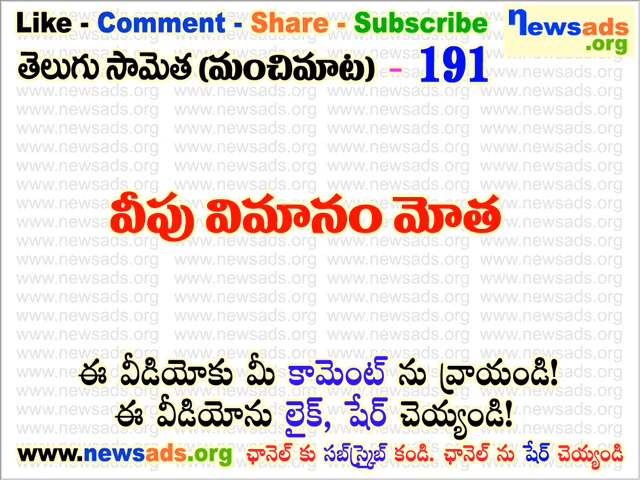 Like - Comment - Share - Subscribe
newsads.org
తెలుగు సామెత (మంచిమాట) - 191
వీపు విమానం మోత
ఈ వీడియోకు మీ కామెంట్ ను వ్రాయండి!
ఈ వీడియోను లైక్, షేర్ చెయ్యండి!
www.newsads.org ఛానెల్ కు సబ్‌స్క్రైబ్ కండి. ఛానెల్ ను షేర్ చెయ్యండి